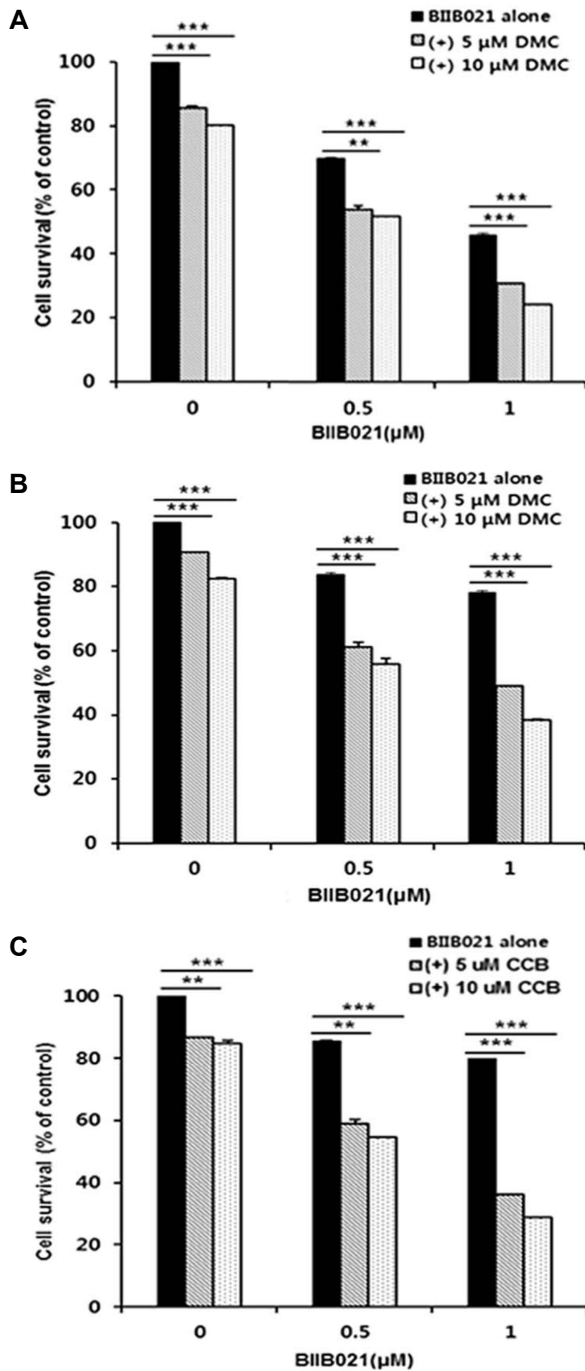 A
BIIB021 alone
(+) 5 µM DMC
(+) 10 µM DMC
***
***
***
**
***
***
Cell survival (% of control)
100
80
60
40
20
0
0
0.5
1
BIIB021(µM)
B
BIIB021 alone
(+) 5 µM DMC
(+) 10 µM DMC
***
***
***
***
***
***
Cell survival (% of control)
100
80
60
40
20
0
0
0.5
1
BIIB021(µM)
C
BIIB021 alone
(+) 5 uM CCB
(+) 10 uM CCB
***
**
***
**
***
***
Cell survival (% of control)
100
80
60
40
20
0
0
0.5
1
BIIB021(µM)